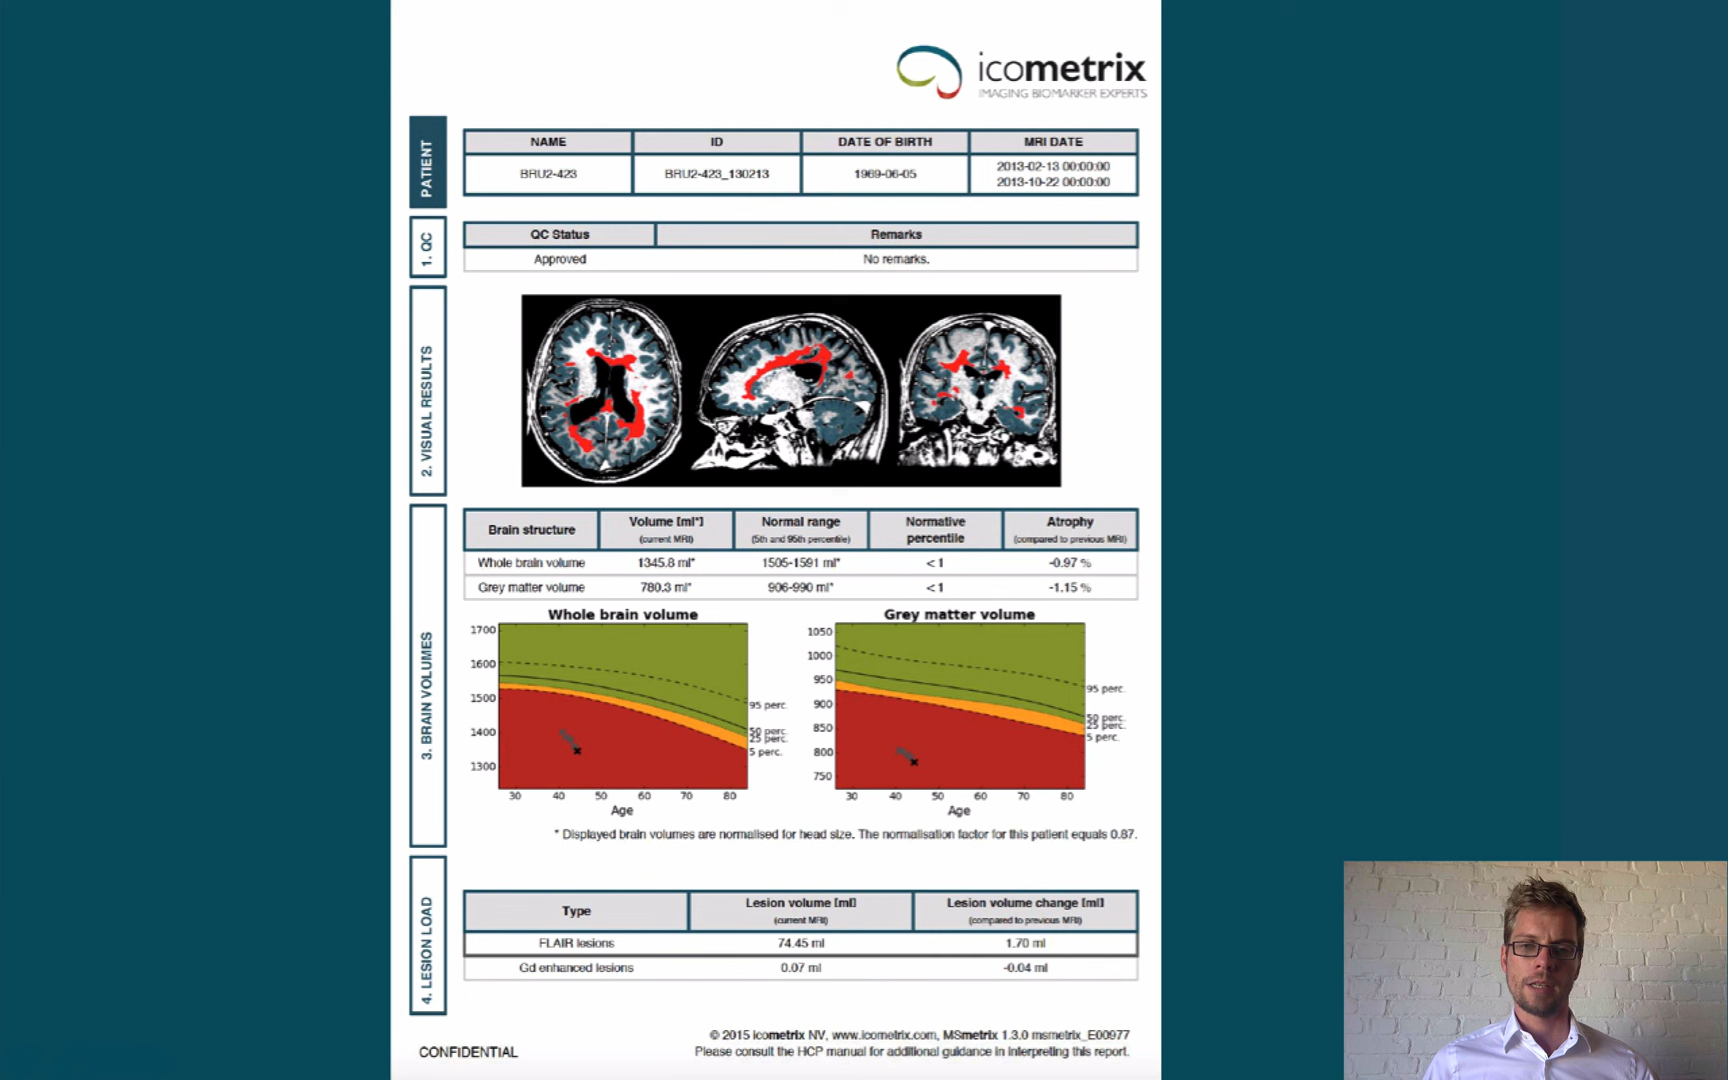 icometrix
IMAGING BIOMARKER EXPERTS
PATIENT
NAME ID DATE OF BIRTH MRI DATE
BRU2-423 BRU2-423_130213 1969-06-05 2013-02-13 00:00:00
2013-10-22 00:00:00
1. QC
QC Status Remarks
Approved No remarks.
2. VISUAL RESULTS
3. BRAIN VOLUMES
Brain structure Volume [ml*] Normal range Normative Atrophy
(current MRI) (5th and 95th percentile) percentile (compared to previous MRI)
Whole brain volume 1345.8 ml* 1505-1591 ml* < 1 -0.97 %
Grey matter volume 780.3 ml* 906-990 ml* < 1 -1.15 %
Whole brain volume
1700
1600
1500
1400
1300
30 40 50 60 70 80
Age
95 perc.
50 perc.
25 perc.
5 perc.
Grey matter volume
1050
1000
950
900
850
800
750
30 40 50 60 70 80
Age
95 perc.
50 perc.
25 perc.
5 perc.
* Displayed brain volumes are normalised for head size. The normalisation factor for this patient equals 0.87.
4. LESION LOAD
Type Lesion volume [ml] Lesion volume change [ml]
(current MRI) (compared to previous MRI)
FLAIR lesions 74.45 ml 1.70 ml
Gd enhanced lesions 0.07 ml -0.04 ml
© 2015 icometrix NV, www.icometrix.com, MSmetrix 1.3.0 msmetrix_E00977
CONFIDENTIAL Please consult the HCP manual for additional guidance in interpreting this report.